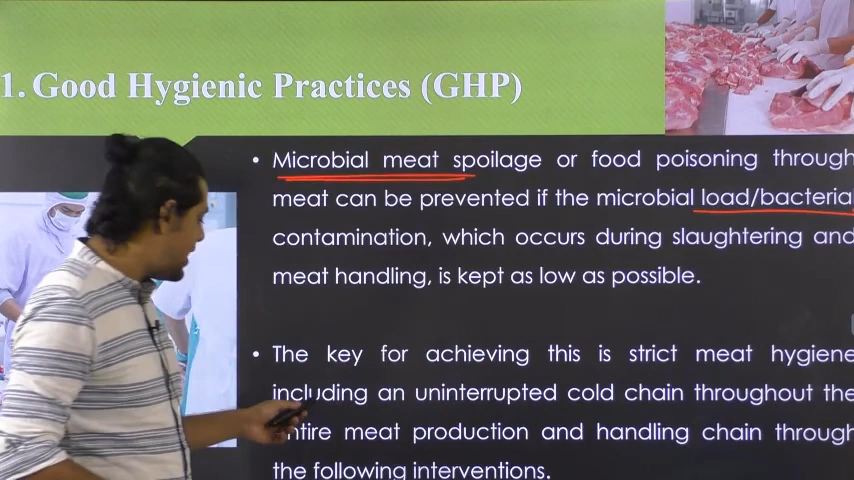 1. Good Hygienic Practices (GHP)
• Microbial meat spoilage or food poisoning through
meat can be prevented if the microbial load/bacteria
contamination, which occurs during slaughtering and
meat handling, is kept as low as possible.
• The key for achieving this is strict meat hygiene
including an uninterrupted cold chain throughout the
entire meat production and handling chain through
the following interventions.